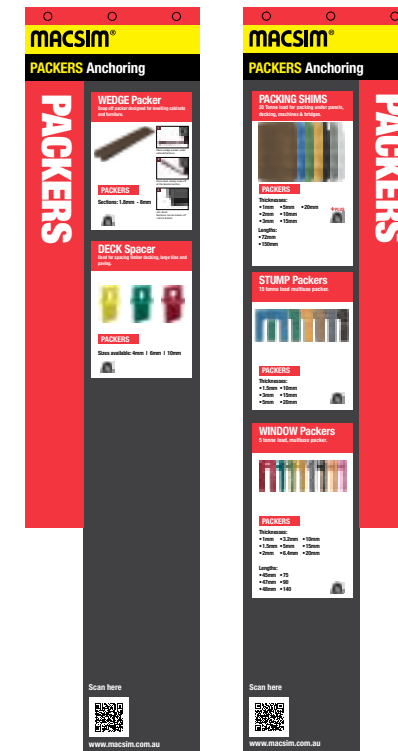 MACSIM®
PACKERS Anchoring
PACKERS
WEDGE Packer
Snap off packer designed for levelling cabinets
and furniture.
PACKERS
Sections: 1.8mm - 8mm
DECK Spacer
Used for spacing timber decking, large tiles and
paving.
PACKERS
Sizes available: 4mm I 6mm I 10mm
Scan here
www.macsim.com.au
MACSIM®
PACKERS Anchoring
PACKERS
PACKING SHIMS
20 Tonne load for packing under panels,
decking, machines & bridges.
PACKERS
Thicknesses:
•1mm •5mm •20mm
•2mm •10mm
•3mm •15mm
Lengths:
•72mm
•150mm
STUMP Packers
15 tonne load multiuse packer.
PACKERS
Thicknesses:
•1.5mm •10mm
•3mm •15mm
•5mm •20mm
WINDOW Packers
5 tonne load, multiuse packer.
PACKERS
Thicknesses:
•1mm •3.2mm •10mm
•1.5mm •5mm •15mm
•2mm •6.4mm •20mm
Lengths:
•45mm •75
•47mm •90
•48mm •140
Scan here
www.macsim.com.au